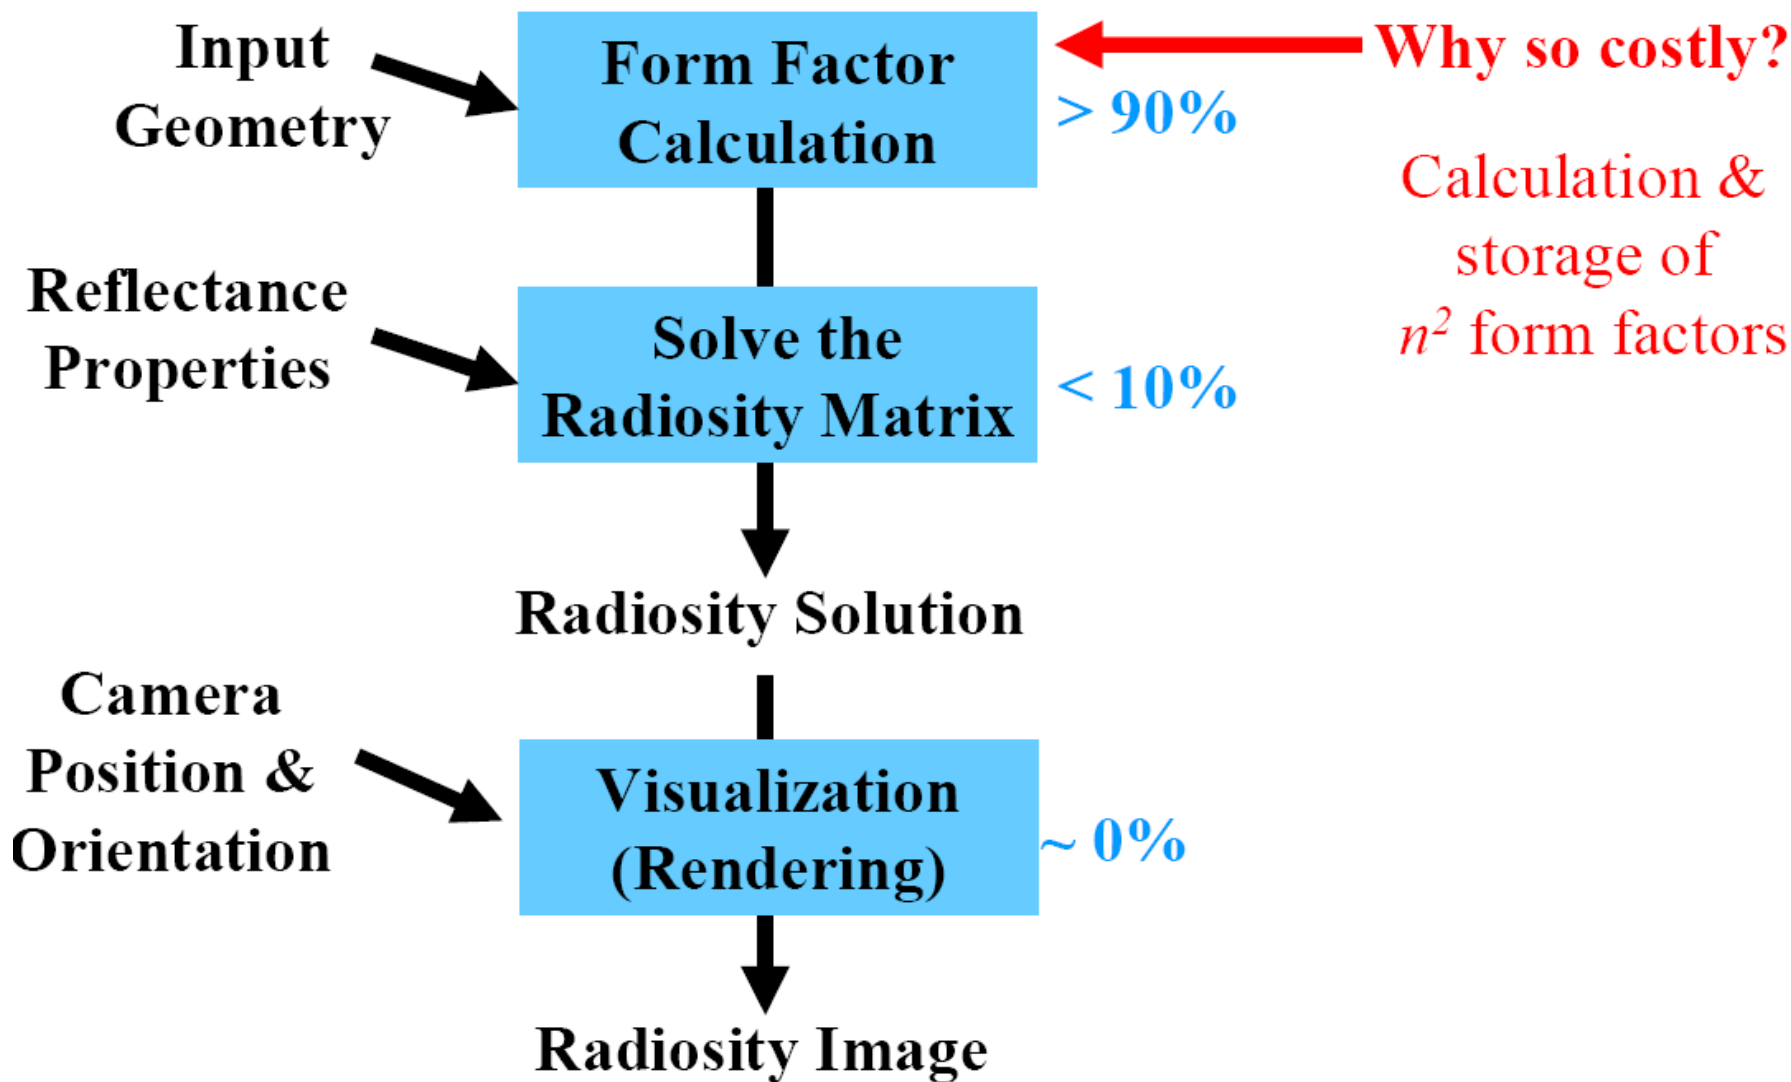 Input
Geometry
Form Factor
Calculation
> 90%
Why so costly?
Calculation &
storage of
n² form factors
Reflectance
Properties
Solve the
Radiosity Matrix
< 10%
Radiosity Solution
Camera
Position &
Orientation
Visualization
(Rendering)
~ 0%
Radiosity Image